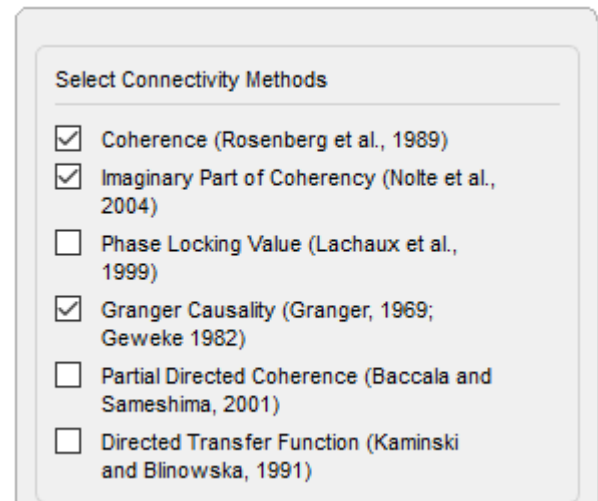 Select Connectivity Methods
Coherence (Rosenberg et al., 1989)
Imaginary Part of Coherency (Nolte et al.,
2004)
Phase Locking Value (Lachaux et al.,
1999)
Granger Causality (Granger, 1969;
Geweke 1982)
Partial Directed Coherence (Baccala and
Sameshima, 2001)
Directed Transfer Function (Kaminski
and Blinowska, 1991)